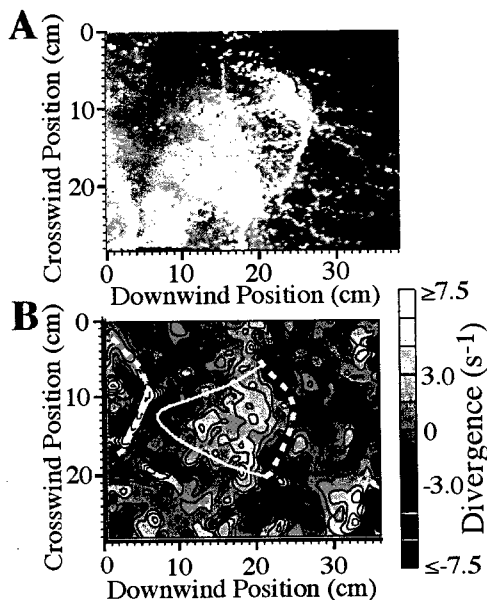 A
Crosswind Position (cm)
0
10
20
0 10 20 30
Downwind Position (cm)
B
Crosswind Position (cm)
0
10
20
0 10 20 30
Downwind Position (cm)
≥7.5
3.0
0
-3.0
≤-7.5
Divergence (s⁻¹)